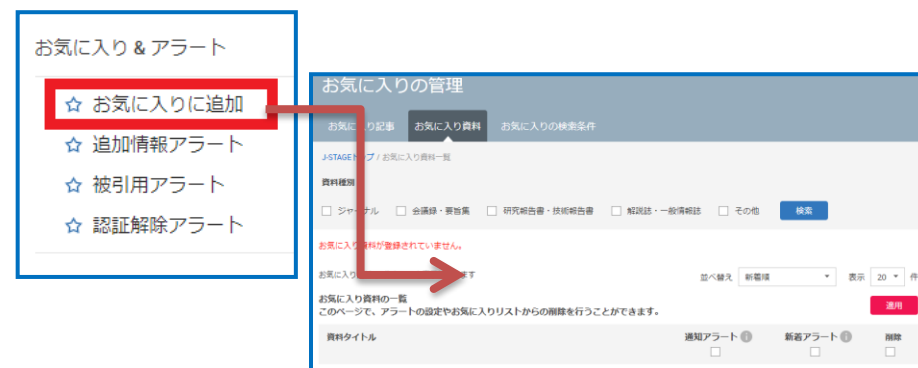 お気に入り & アラート
☆ お気に入りに追加
☆ 追加情報アラート
☆ 被引用アラート
☆ 認証解除アラート
お気に入りの管理
お気に入り記事 お気に入り資料 お気に入りの検索条件
J-STAGEトップ / お気に入り資料一覧
資料種別
ジャーナル 会議録・要旨集 研究報告書・技術報告書 解説誌・一般情報誌 その他 検索
お気に入り資料が登録されていません。
お気に入り ます 並べ替え 新着順 表示 20 件
お気に入り資料の一覧 適用
このページで、アラートの設定やお気に入りリストからの削除を行うことができます。
資料タイトル 通知アラート 新着アラート 削除